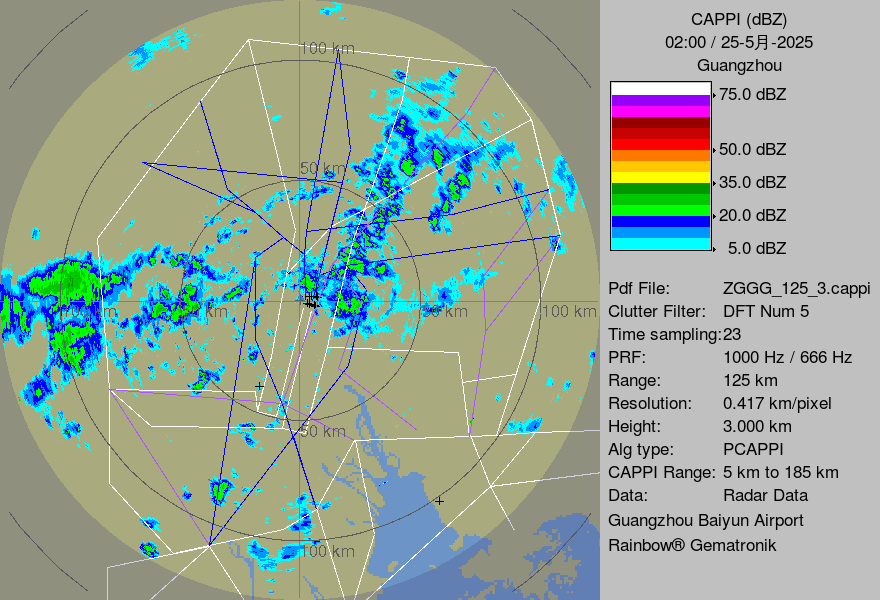 CAPPI (dBZ)
02:00 / 25-5月-2025
Guangzhou
75.0 dBZ
50.0 dBZ
35.0 dBZ
20.0 dBZ
5.0 dBZ
Pdf File: ZGGG_125_3.cappi
Clutter Filter: DFT Num 5
Time sampling:23
PRF: 1000 Hz / 666 Hz
Range: 125 km
Resolution: 0.417 km/pixel
Height: 3.000 km
Alg type: PCAPPI
CAPPI Range: 5 km to 185 km
Data: Radar Data
Guangzhou Baiyun Airport
Rainbow® Gematronik
100 km
50 km
100 km
50 km
50 km
100 km
50 km
100 km